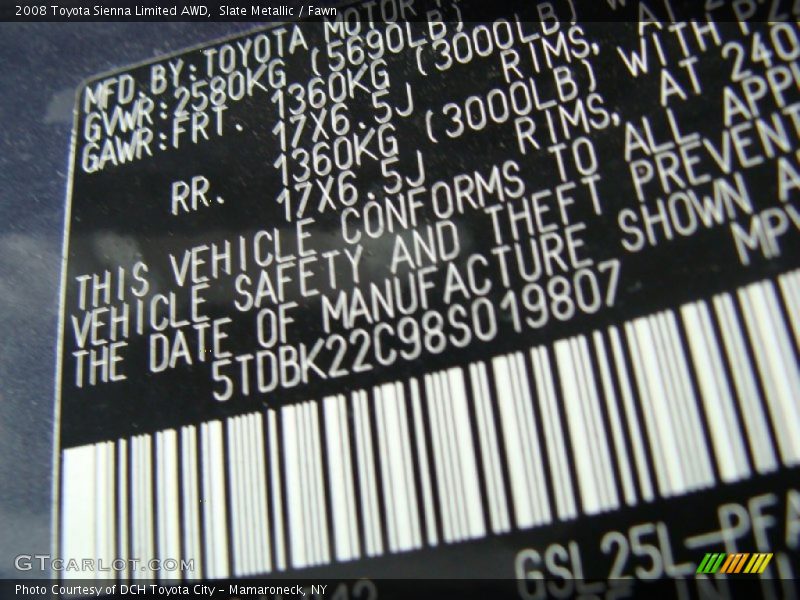 2008 Toyota Sienna Limited AWD,  Slate Metallic / Fawn
MFD. BY: TOYOTA MOTOR
GVWR: 2580KG (5690LB)
GAWR: FRT. 1360KG (3000LB) WITH P
17X6.5J RIMS, AT 240
RR. 1360KG (3000LB)
17X6.5J RIMS, AT
THIS VEHICLE CONFORMS TO ALL APPL
VEHICLE SAFETY AND THEFT PREVENT
THE DATE OF MANUFACTURE SHOWN A
5TDBK22C98S019807 MPV
GSL25L-PFA
GTCARLOT.COM
Photo Courtesy of DCH Toyota City - Mamaroneck, NY